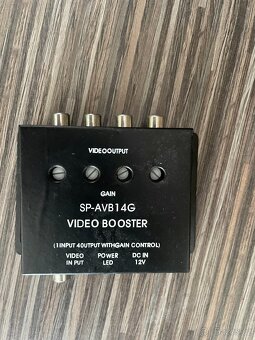 VIDEOOUTPUT
GAIN
SP-AVB14G
VIDEO BOOSTER
(1INPUT 4OUTPUT WITHGAIN CONTROL)
VIDEO IN PUT
POWER LED
DC IN 12V